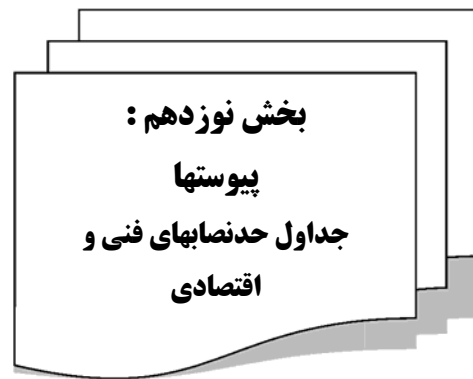 بخش نوزدهم :
پیوستها
جداول حدنصابهای فنی و
اقتصادی